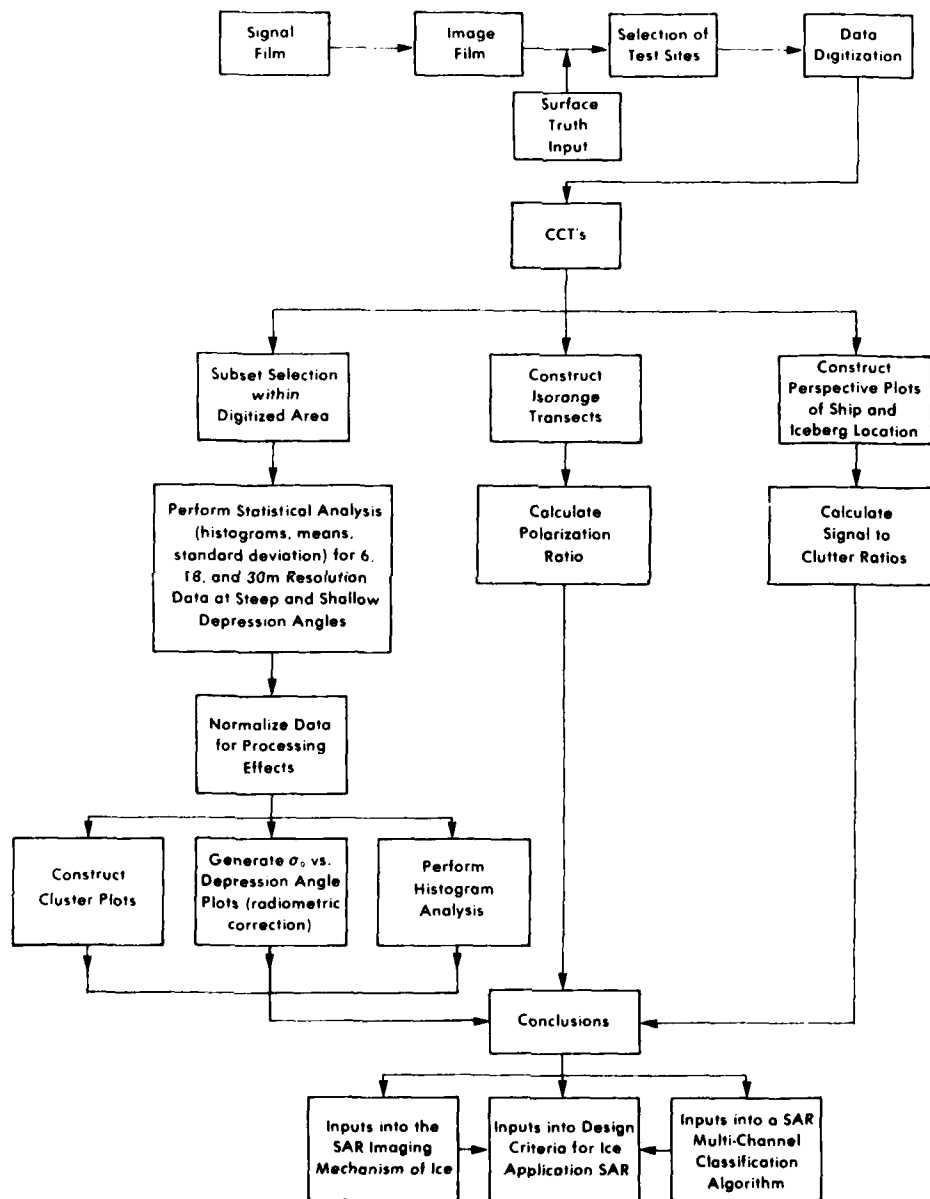 Signal
Film
Image
Film
Selection of
Test Sites
Data
Digitization
Surface
Truth
Input
CCT's
Subset Selection
within
Digitized Area
Construct
Isorange
Transects
Construct
Perspective Plots
of Ship and
Iceberg Location
Perform Statistical Analysis
(histograms, means,
standard deviation) for 6,
18, and 30m Resolution
Data at Steep and Shallow
Depression Angles
Calculate
Polarization
Ratio
Calculate
Signal to
Clutter Ratios
Normalize Data
for Processing
Effects
Construct
Cluster Plots
Generate σ₀ vs.
Depression Angle
Plots (radiometric
correction)
Perform
Histogram
Analysis
Conclusions
Inputs into the
SAR Imaging
Mechanism of Ice
Inputs into Design
Criteria for Ice
Application SAR
Inputs into a SAR
Multi-Channel
Classification
Algorithm